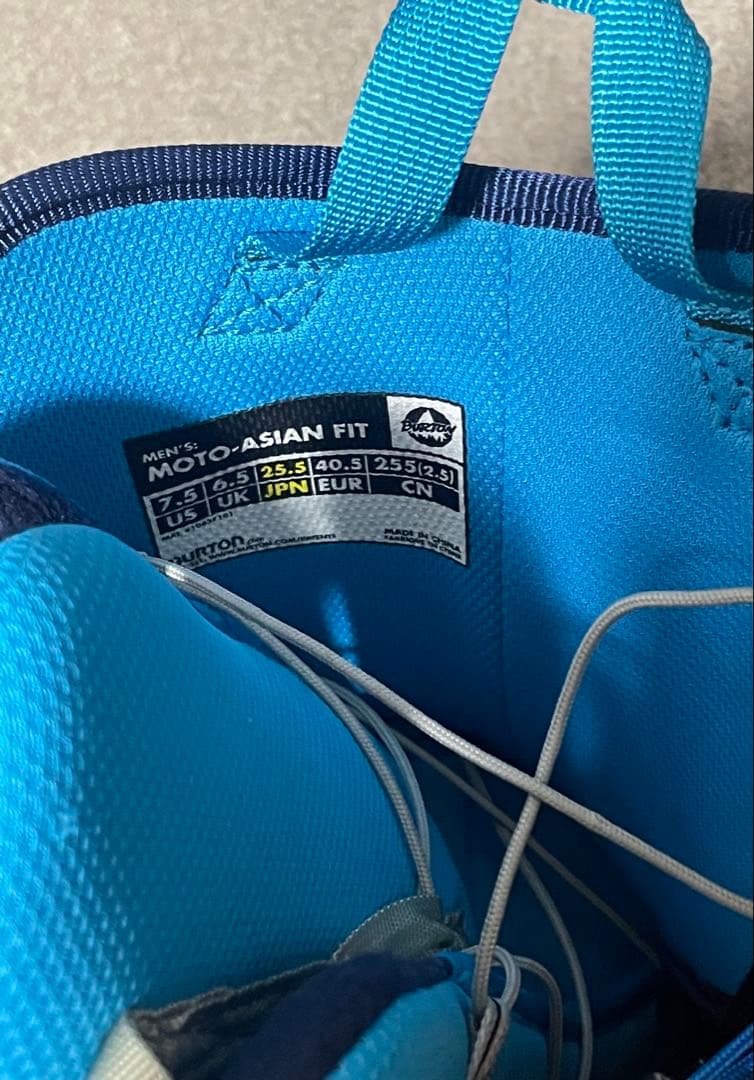 MEN'S:
MOTO-ASIAN FIT
BURTON
7.5 6.5 25.5 40.5 255(2.5)
US UK JPN EUR CN
BURTON
MADE IN CHINA